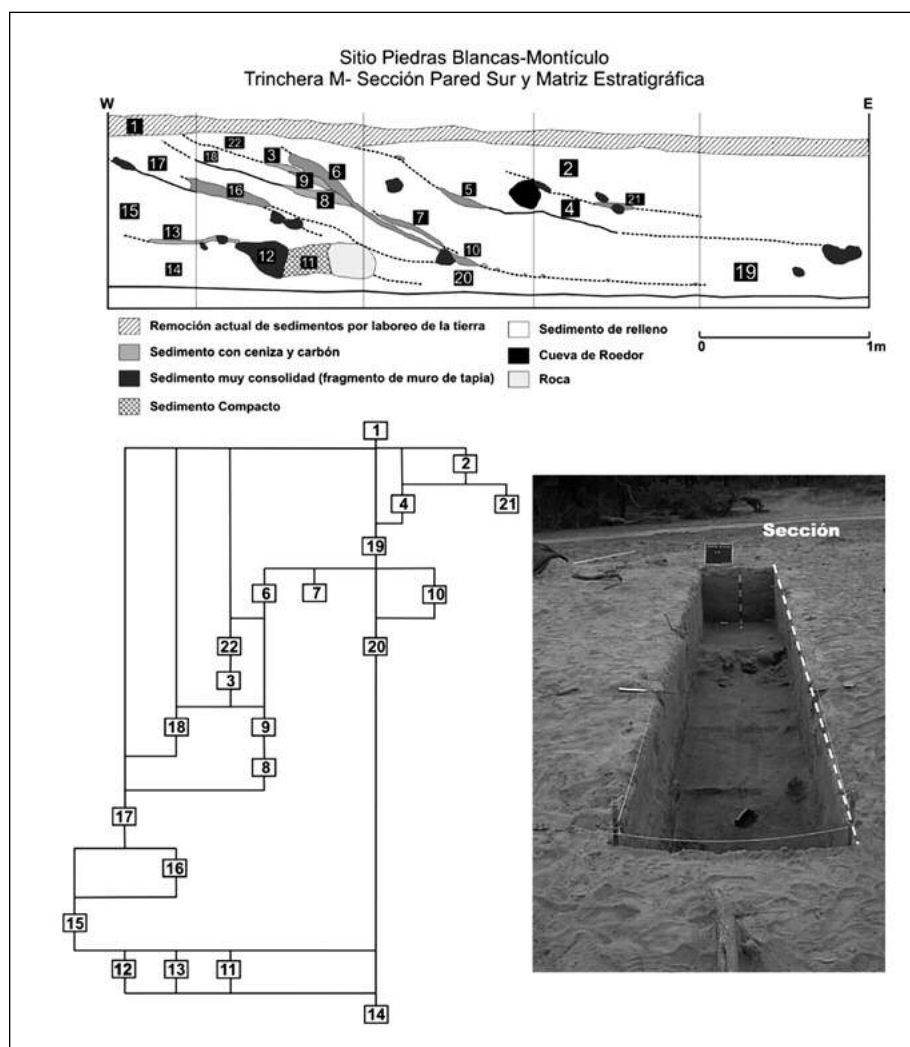 Sitio Piedras Blancas-Montículo
Trinchera M- Sección Pared Sur y Matriz Estratigráfica
W E
1
22
3
6
2
17
18
9
5
21
16
8
4
15
7
13
12
11
10
14
20
19
Remoción actual de sedimentos por laboreo de la tierra
Sedimento con ceniza y carbón
Sedimento muy consolidad (fragmento de muro de tapia)
Sedimento Compacto
Sedimento de relleno
Cueva de Roedor
Roca
0 1m
1
2
4 21
19
6 7 10
22 20
3
18 9
8
17
16
15
12 13 11
14
Sección